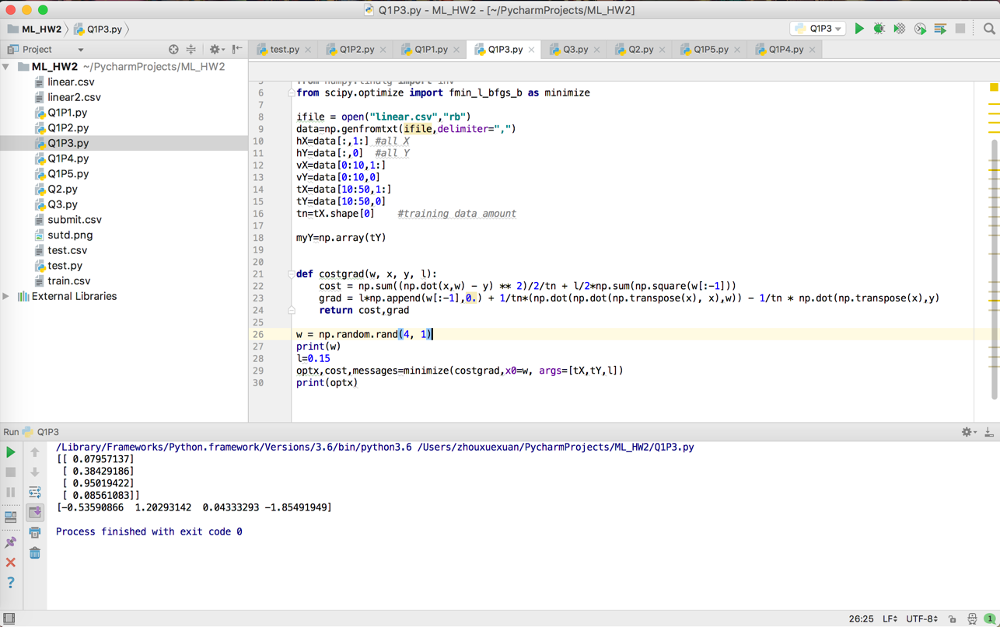 Q1P3.py - ML_HW2 - [~/PycharmProjects/ML_HW2]
ML_HW2 Q1P3.py Q1P3
Project test.py Q1P2.py Q1P1.py Q1P3.py Q3.py Q2.py Q1P5.py Q1P4.py
ML_HW2 ~/PycharmProjects/ML_HW2
linear.csv
linear2.csv
Q1P1.py
Q1P2.py
Q1P3.py
Q1P4.py
Q1P5.py
Q2.py
Q3.py
submit.csv
sutd.png
test.csv
test.py
train.csv
External Libraries
5 from numpy.linalg import inv
6 from scipy.optimize import fmin_l_bfgs_b as minimize
7
8 ifile = open("linear.csv","rb")
9 data=np.genfromtxt(ifile,delimiter=",")
10 hX=data[:,1:] #all X
11 hY=data[:,0]  #all Y
12 vX=data[0:10,1:]
13 vY=data[0:10,0]
14 tX=data[10:50,1:]
15 tY=data[10:50,0]
16 tn=tX.shape[0]    #training data amount
17
18 myY=np.array(tY)
19
20
21 def costgrad(w, x, y, l):
22     cost = np.sum((np.dot(x,w) - y) ** 2)/2/tn + l/2*np.sum(np.square(w[:-1]))
23     grad = l*np.append(w[:-1],0.) + 1/tn*(np.dot(np.dot(np.transpose(x), x),w)) - 1/tn * np.dot(np.transpose(x),y)
24     return cost,grad
25
26 w = np.random.rand(4, 1)
27 print(w)
28 l=0.15
29 optx,cost,messages=minimize(costgrad,x0=w, args=[tX,tY,l])
30 print(optx)
Run Q1P3
/Library/Frameworks/Python.framework/Versions/3.6/bin/python3.6 /Users/zhouxuexuan/PycharmProjects/ML_HW2/Q1P3.py
[[ 0.07957137]
 [ 0.38429186]
 [ 0.95019422]
 [ 0.08561083]]
[-0.53590866  1.20293142  0.04333293 -1.85491949]
Process finished with exit code 0
26:25 LF UTF-8 1